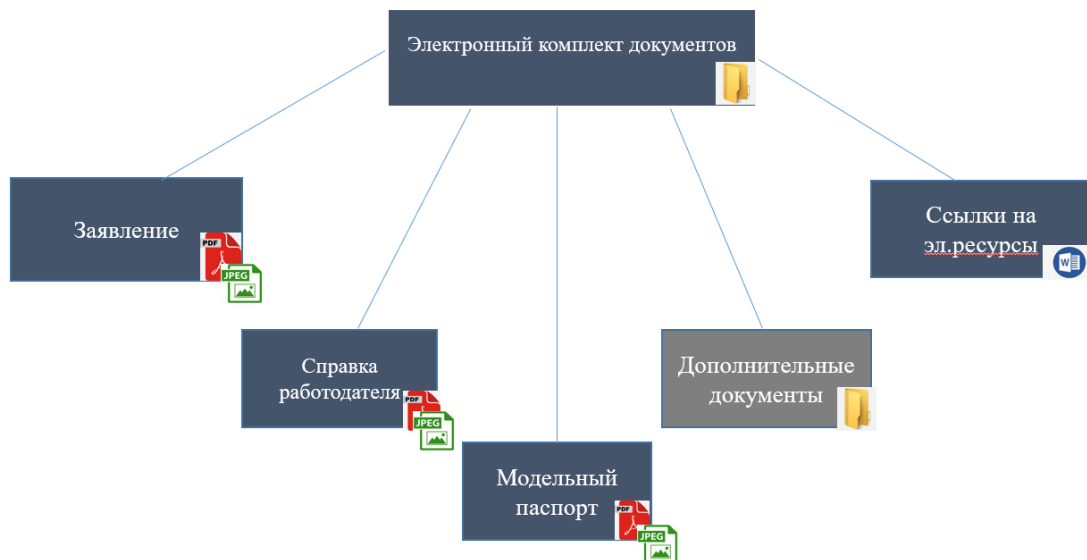 Электронный комплект документов
Заявление
PDF
JPEG
Ссылки на
эл.ресурсы
W
Справка
работодателя
PDF
JPEG
Дополнительные
документы
Модельный
паспорт
PDF
JPEG